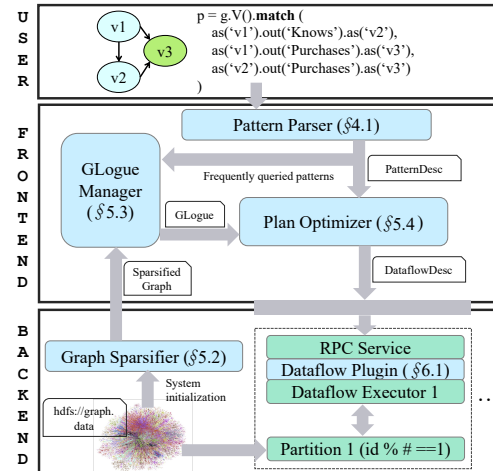 USER
v1
v2
v3
p = g.V().match (
as(‘v1’).out(‘Knows’).as(‘v2’),
as(‘v1’).out(‘Purchases’).as(‘v3’),
as(‘v2’).out(‘Purchases’).as(‘v3’)
)
FRONTEND
Pattern Parser (§4.1)
GLogue
Manager
(§5.3)
Frequently queried patterns
PatternDesc
GLogue
Plan Optimizer (§5.4)
Sparsified
Graph
DataflowDesc
BACKEND
Graph Sparsifier (§5.2)
System
initialization
hdfs://graph.
data
RPC Service
Dataflow Plugin (§6.1)
Dataflow Executor 1
Partition 1 (id % # ==1)
..